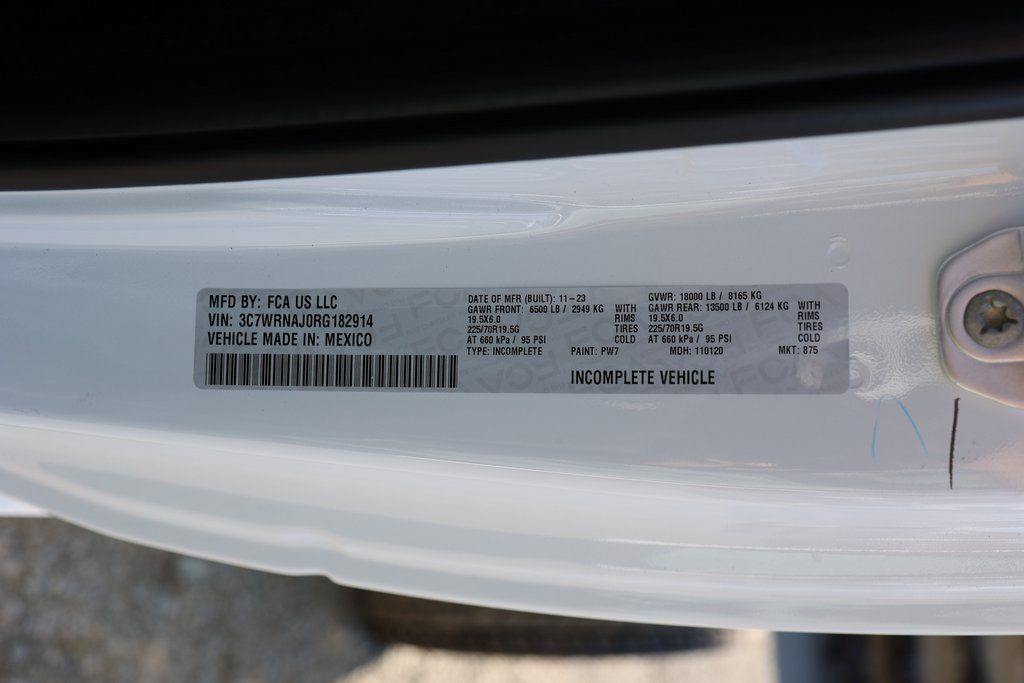 MFD BY: FCA US LLC
VIN: 3C7WRNAJ0RG182914
VEHICLE MADE IN: MEXICO
DATE OF MFR (BUILT): 11-23
GAWR FRONT: 6500 LB / 2949 KG WITH
19.5X6.0 RIMS
225/70R19.5G TIRES
AT 660 kPa / 95 PSI COLD
GVWR: 18000 LB / 8165 KG
GAWR REAR: 13500 LB / 6124 KG WITH
19.5X6.0 RIMS
225/70R19.5G TIRES
AT 660 kPa / 95 PSI COLD
TYPE: INCOMPLETE PAINT: PW7 MDH: 110120 MKT: 875
INCOMPLETE VEHICLE